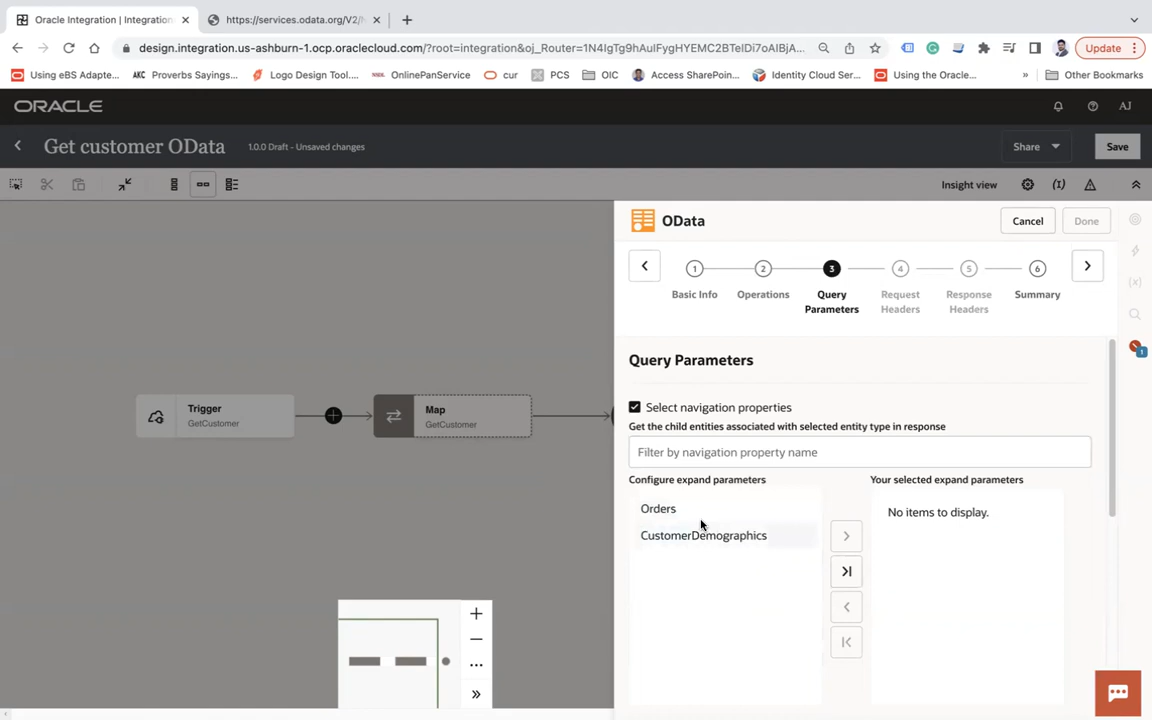 Oracle Integration | Integration
https://services.odata.org/V2/
design.integration.us-ashburn-1.ocp.oraclecloud.com/?root=integration&oj_Router=1N4IgTg9hAuIFygHYEMC2BTEIDi7oAIBjA...
Update
Using eBS Adapte...
AKC Proverbs Sayings...
Logo Design Tool....
OnlinePanService
cur
PCS
OIC
Access SharePoin...
Identity Cloud Ser...
Using the Oracle...
»
Other Bookmarks
ORACLE
AJ
Get customer OData
1.0.0 Draft - Unsaved changes
Share
Save
Insight view
OData
Cancel
Done
1
2
3
4
5
6
Basic Info
Operations
Query
Parameters
Request
Headers
Response
Headers
Summary
1
Query Parameters
Select navigation properties
Get the child entities associated with selected entity type in response
Filter by navigation property name
Configure expand parameters
Your selected expand parameters
Orders
CustomerDemographics
No items to display.
Trigger
GetCustomer
Map
GetCustomer